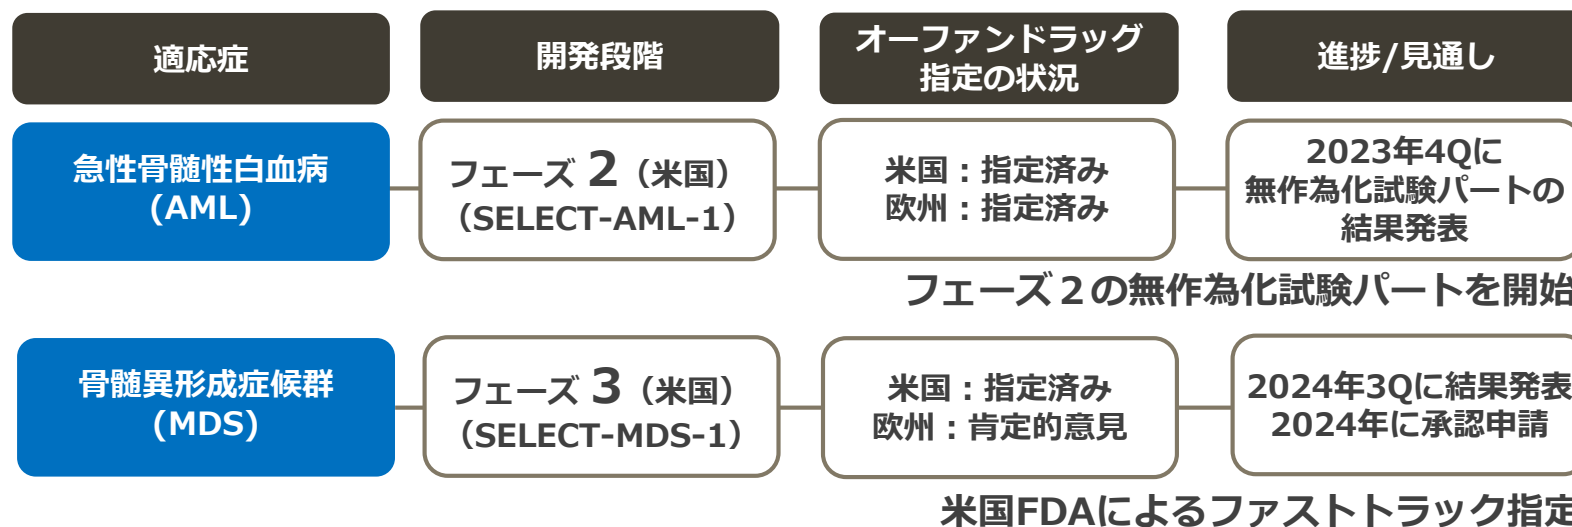 適応症
開発段階
オーファンドラッグ
指定の状況
進捗/見通し
急性骨髄性白血病
(AML)
フェーズ 2（米国）
（SELECT-AML-1）
米国：指定済み
欧州：指定済み
2023年4Qに
無作為化試験パートの
結果発表
フェーズ２の無作為化試験パートを開始
骨髄異形成症候群
(MDS)
フェーズ 3（米国）
（SELECT-MDS-1）
米国：指定済み
欧州：肯定的意見
2024年3Qに結果発表
2024年に承認申請
米国FDAによるファストトラック指定